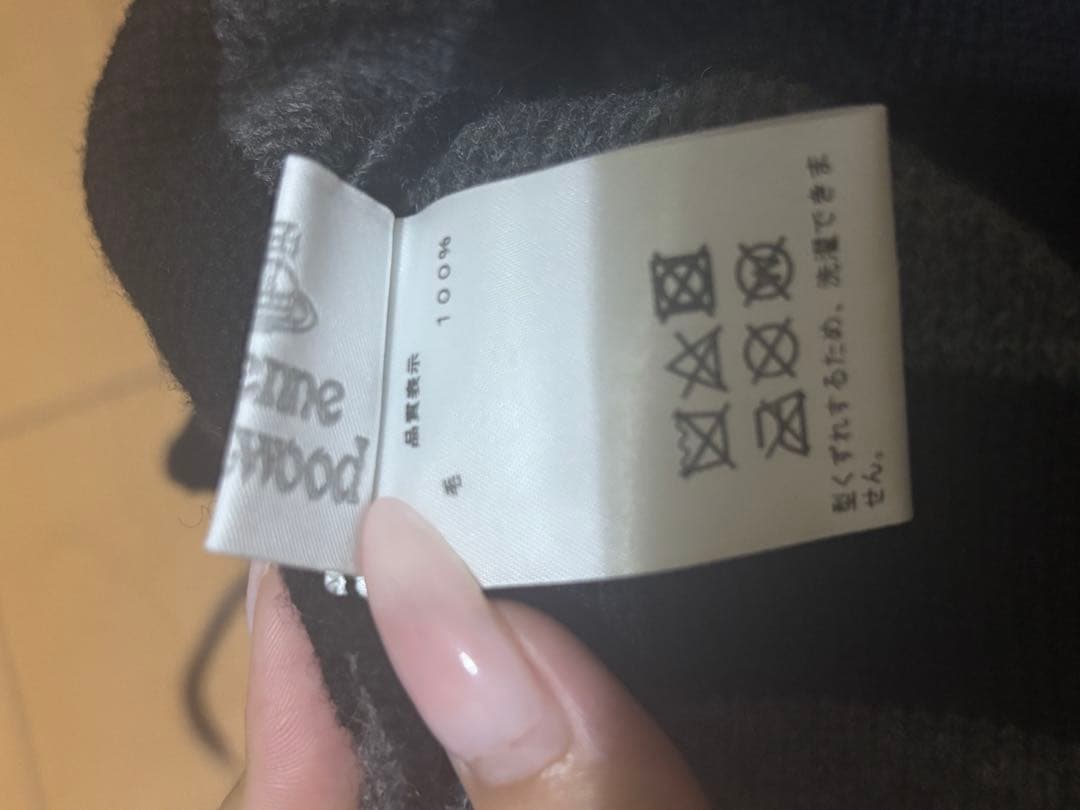 品質表示
毛 100%
型くずれするため、洗濯できま
せん。